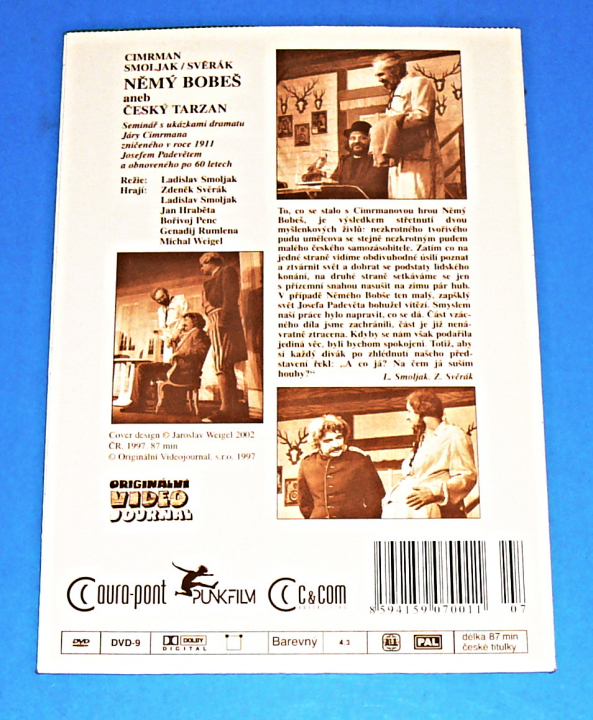 CIMRMAN
SMOLJAK/SVĚRÁK
NĚMÝ BOBEŠ
aneb
ČESKÝ TARZAN
Seminář s ukázkami dramatu
Járy Cimrmana
zničeného v roce 1911
Josefem Padevětem
a obnoveného po 60 letech
Režie: Ladislav Smoljak
Hrají: Zdeněk Svěrák
Ladislav Smoljak
Jan Hraběta
Bořivoj Penc
Genadij Rumlena
Michal Weigel
To, co se stalo s Cimrmanovou hrou Němý
Bobeš, je výsledkem střetnutí dvou
myšlenkových živlů: nezkrotného tvořivého
pudu umělcova se stejně nezkrotným pudem
malého českého samozásobitele. Zatím co na
jedné straně vidíme obdivuhodné úsilí poznat
a ztvárnit svět a dobrat se podstaty lidského
konání, na druhé straně setkáváme se jen
s přízemní snahou nasušit na zimu pár hub.
V případě Němého Bobše ten malý, zapšklý
svět Josefa Padevěta bohužel vítězí. Smyslem
naší práce bylo napravit, co se dá. Část vzác-
ného díla jsme zachránili, část je již nená-
vratně ztracena. Kdyby se nám však podařila
jediná věc, byli bychom spokojeni. Totiž, aby
si každý divák po zhlédnutí našeho před-
stavení řekl: „A co já? Na čem já suším
houby?“
L. Smoljak, Z. Svěrák
Cover design © Jaroslav Weigel 2002
ČR, 1997, 87 min
© Originální Videojournal, s.r.o. 1997
ORIGINÁLNÍ
VIDEO
JOURNAL
aura-pont
PUNKFILM
C&COM
8594159070011 07
DVD
DVD-9
DOLBY
DIGITAL
Barevný
4:3
ALL
PAL
délka 87 min
české titulky